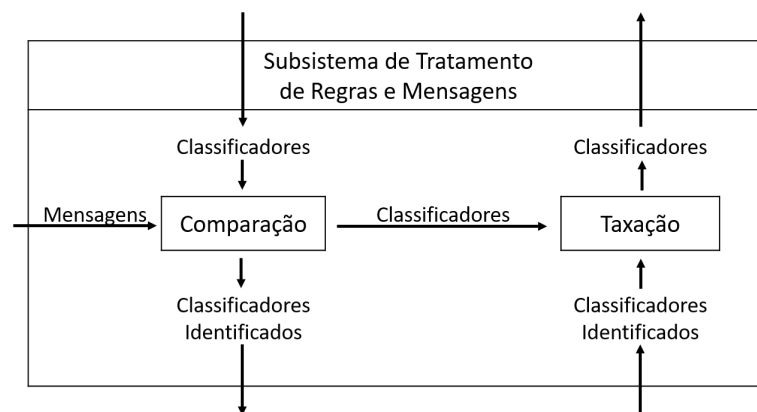 Subsistema de Tratamento
de Regras e Mensagens
Classificadores
Classificadores
Mensagens
Comparação
Classificadores
Taxação
Classificadores
Identificados
Classificadores
Identificados